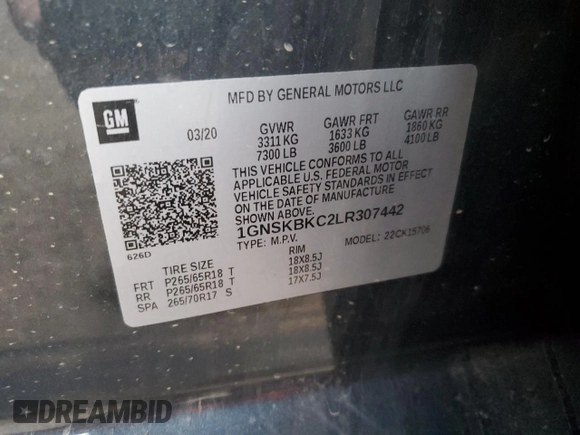 MFD BY GENERAL MOTORS LLC
GM
03/20
GVWR GAWR FRT GAWR RR
3311 KG 1633 KG 1860 KG
7300 LB 3600 LB 4100 LB
THIS VEHICLE CONFORMS TO ALL
APPLICABLE U.S. FEDERAL MOTOR
VEHICLE SAFETY STANDARDS IN EFFECT
ON THE DATE OF MANUFACTURE
SHOWN ABOVE.
1GNSKBKC2LR307442
TYPE: M.P.V. MODEL: 22CK15706
626D
TIRE SIZE RIM
FRT P265/65R18 T 18X8.5J
RR P265/65R18 T 18X8.5J
SPA 265/70R17 S 17X7.5J
DREAMBID